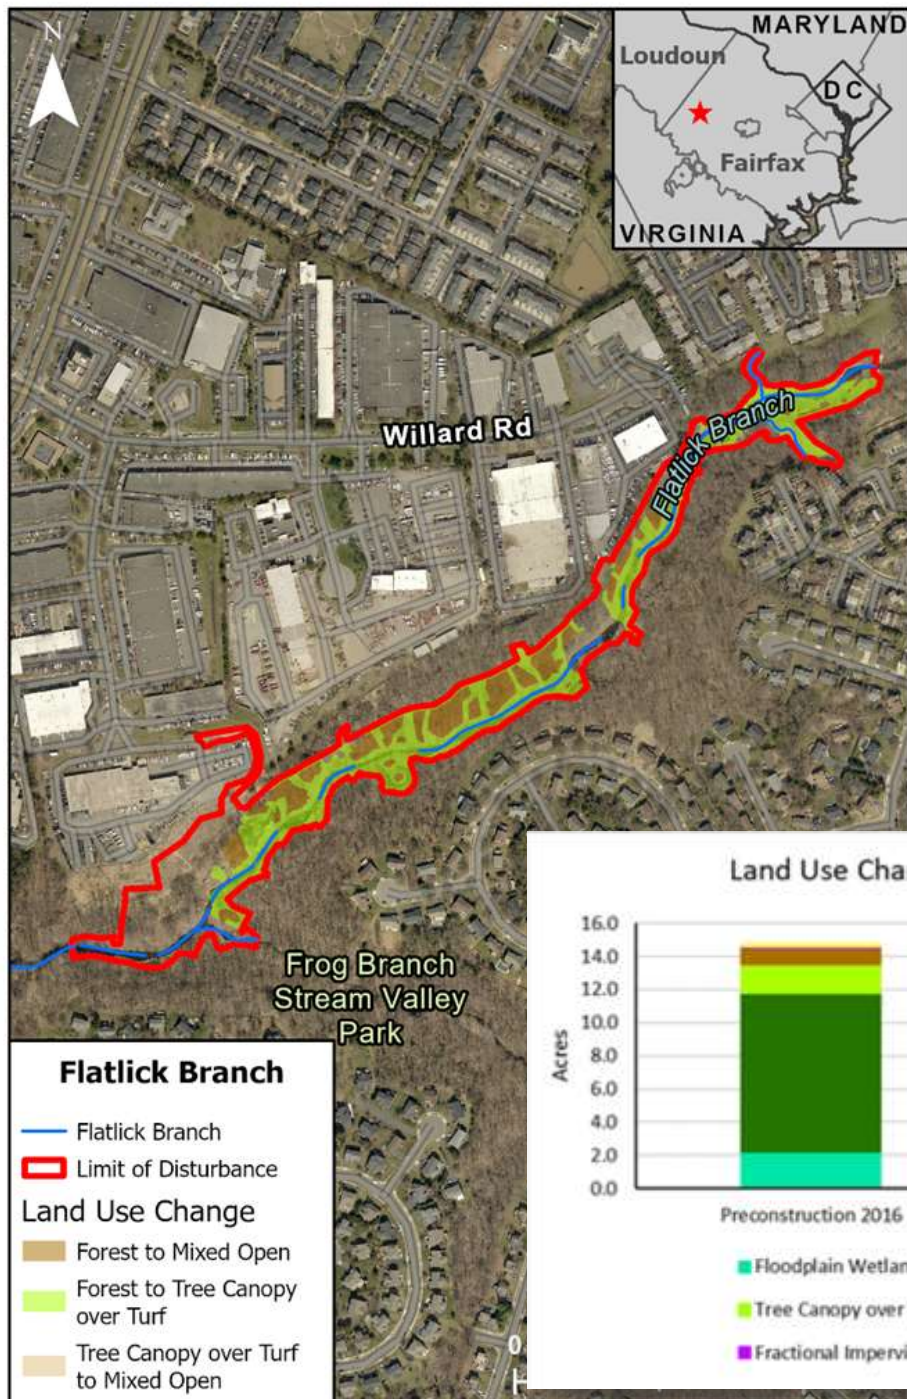 N
MARYLAND
Loudoun
DC
Fairfax
VIRGINIA
Willard Rd
Flatlick Branch
Frog Branch
Stream Valley
Park
Flatlick Branch
Flatlick Branch
Limit of Disturbance
Land Use Change
Forest to Mixed Open
Forest to Tree Canopy
over Turf
Tree Canopy over Turf
to Mixed Open
0
H
Land Use Cha
16.0
14.0
12.0
10.0
8.0
6.0
4.0
2.0
0.0
Acres
Preconstruction 2016
Floodplain Wetlan
Tree Canopy over
Fractional Impervi